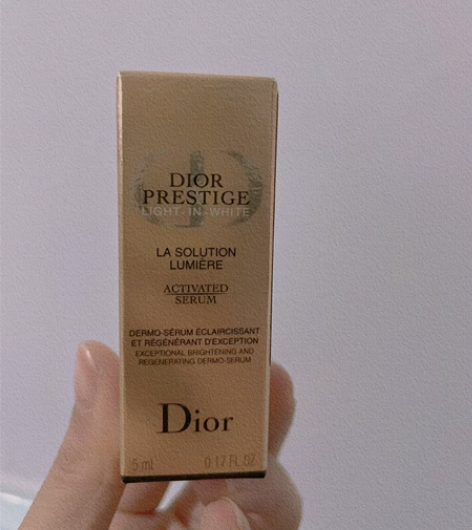 DIOR
PRESTIGE
LIGHT-IN-WHITE
LA SOLUTION
LUMIÈRE
ACTIVATED
SERUM
DERMO-SÉRUM ÉCLAIRCISSANT
ET RÉGÉNÉRANT D'EXCEPTION
EXCEPTIONAL BRIGHTENING AND
REGENERATING DERMO-SERUM
Dior
5 ml 0.17 FL OZ